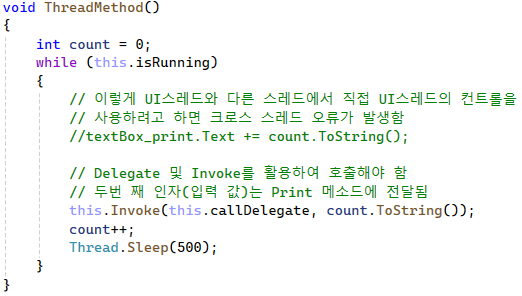 void ThreadMethod()
{
    int count = 0;
    while (this.isRunning)
    {
        // 이렇게 UI스레드와 다른 스레드에서 직접 UI스레드의 컨트롤을
        // 사용하려고 하면 크로스 스레드 오류가 발생함
        //textBox_print.Text += count.ToString();

        // Delegate 및 Invoke를 활용하여 호출해야 함
        // 두번 째 인자(입력 값)는 Print 메소드에 전달됨
        this.Invoke(this.callDelegate, count.ToString());
        count++;
        Thread.Sleep(500);
    }
}